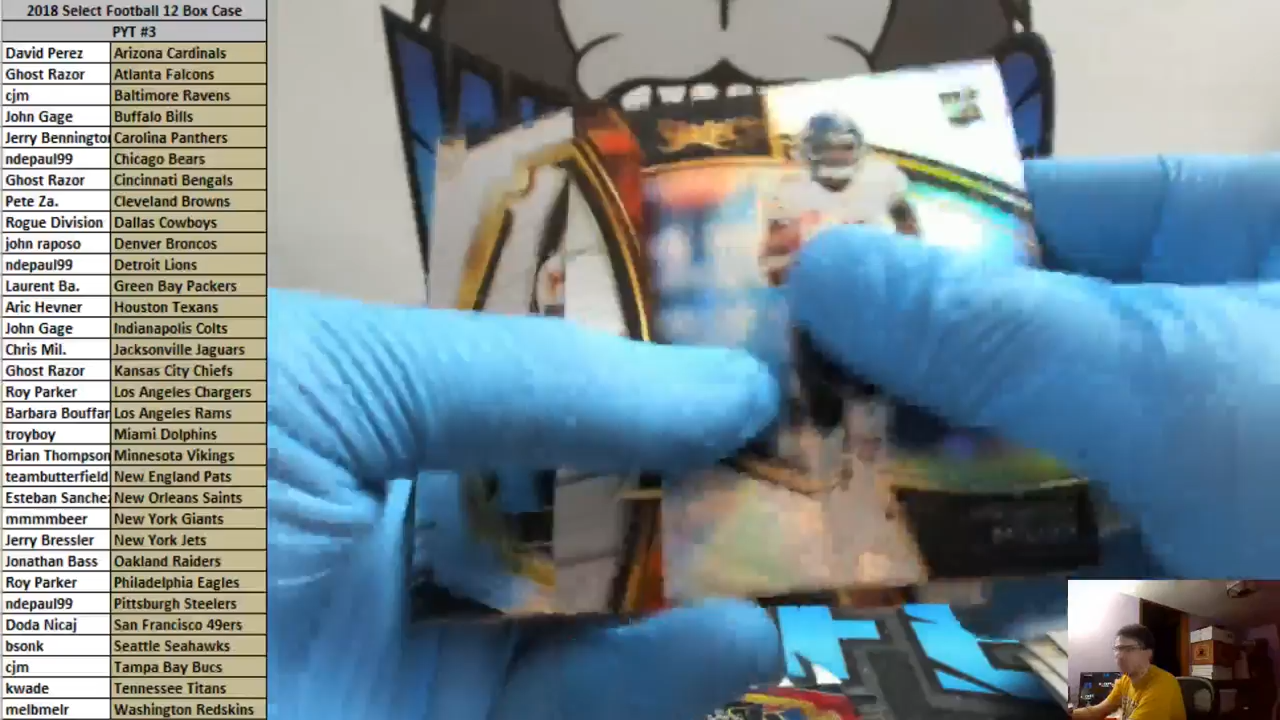 2018 Select Football 12 Box Case
PYT #3
David Perez Arizona Cardinals
Ghost Razor Atlanta Falcons
cjm Baltimore Ravens
John Gage Buffalo Bills
Jerry Benningtor Carolina Panthers
ndepaul99 Chicago Bears
Ghost Razor Cincinnati Bengals
Pete Za. Cleveland Browns
Rogue Division Dallas Cowboys
john raposo Denver Broncos
ndepaul99 Detroit Lions
Laurent Ba. Green Bay Packers
Aric Hevner Houston Texans
John Gage Indianapolis Colts
Chris Mil. Jacksonville Jaguars
Ghost Razor Kansas City Chiefs
Roy Parker Los Angeles Chargers
Barbara Bouffar Los Angeles Rams
troyboy Miami Dolphins
Brian Thompson Minnesota Vikings
teambutterfield New England Pats
Esteban Sanchez New Orleans Saints
mmmmbeer New York Giants
Jerry Bressler New York Jets
Jonathan Bass Oakland Raiders
Roy Parker Philadelphia Eagles
ndepaul99 Pittsburgh Steelers
Doda Nicaj San Francisco 49ers
bsonk Seattle Seahawks
cjm Tampa Bay Bucs
kwade Tennessee Titans
melbmelr Washington Redskins